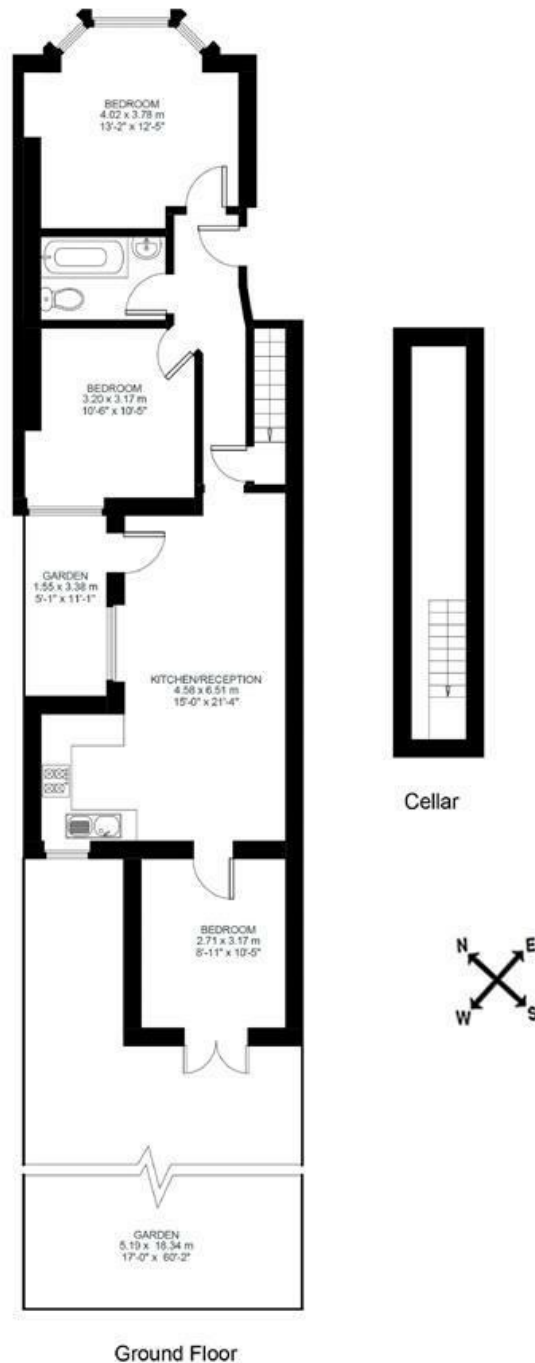 BEDROOM
4.02 x 3.78 m
13'-2" x 12'-5"
BEDROOM
3.20 x 3.17 m
10'-6" x 10'-5"
GARDEN
1.55 x 3.38 m
5'-1" x 11'-1"
KITCHEN/RECEPTION
4.58 x 6.51 m
15'-0" x 21'-4"
Cellar
BEDROOM
2.71 x 3.17 m
8'-11" x 10'-5"
N E
W S
GARDEN
5.19 x 18.34 m
17'-0" x 60'-2"
Ground Floor